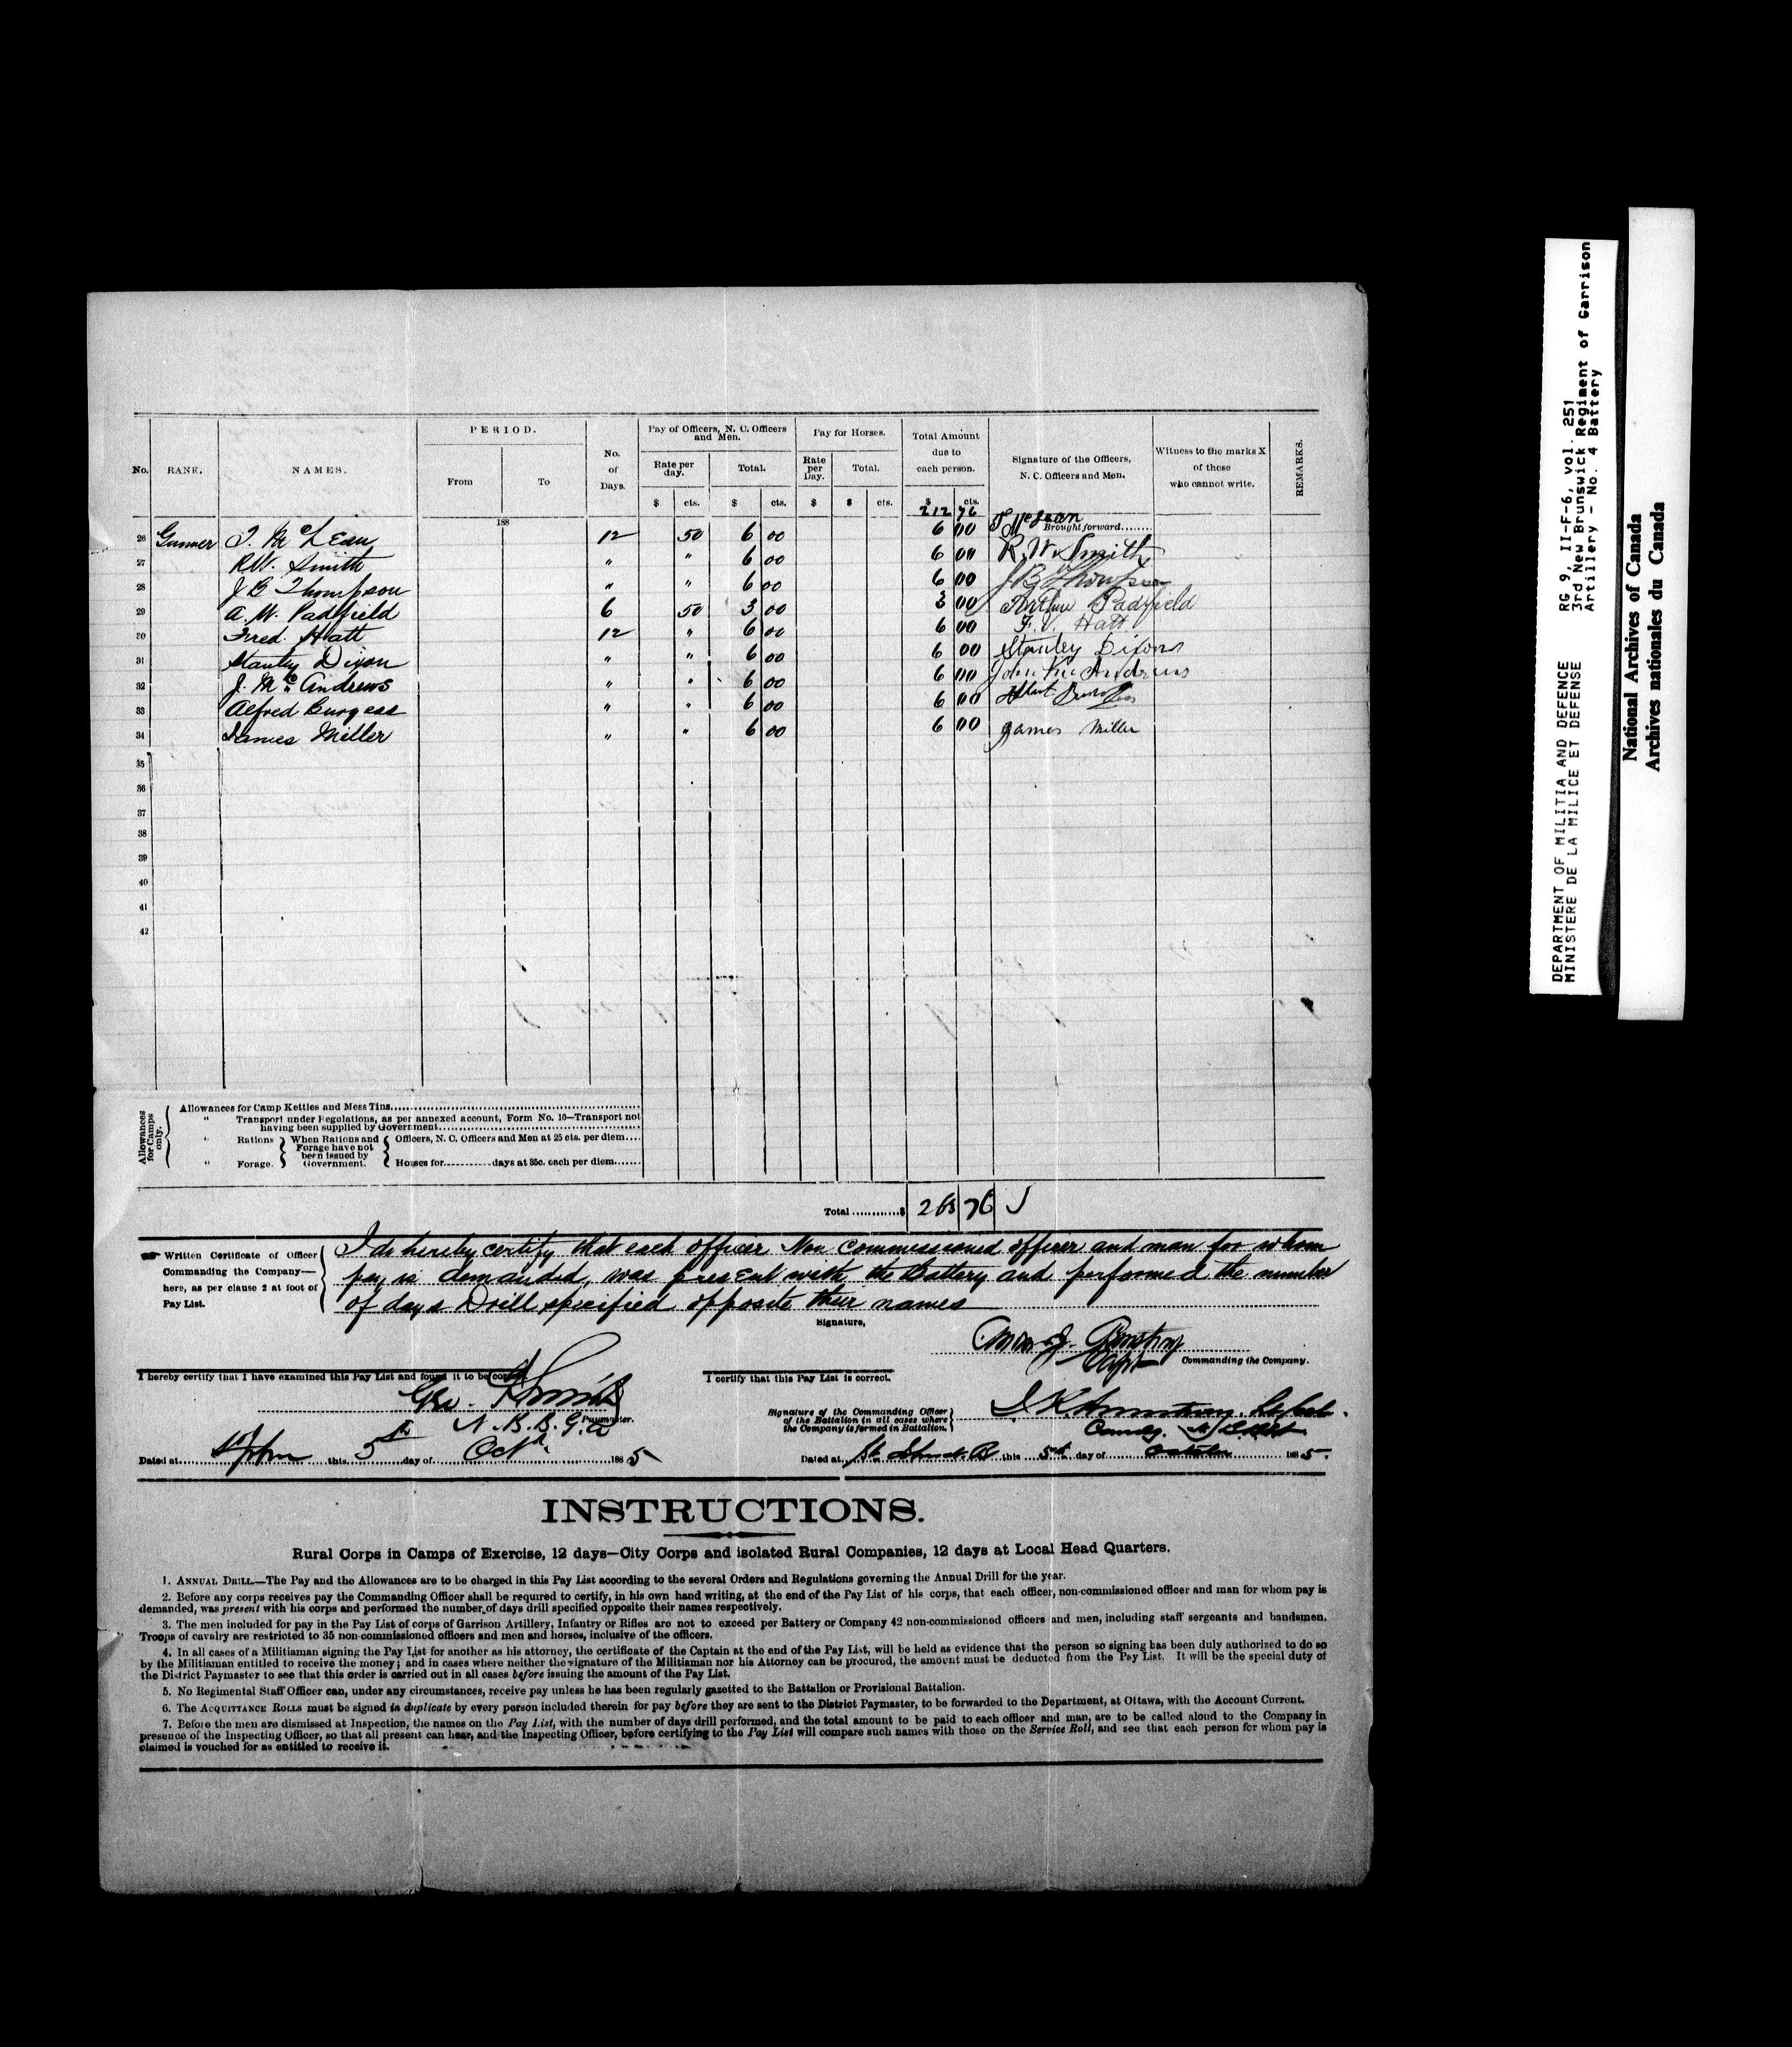 No. RANK. NAMES. PERIOD. From To No. of Days. Pay of Officers, N. C. Officers and Men. Rate per day. $ cts. Total. $ cts. Pay for Horses. Rate per Day. $ Total. $ cts. Total Amount due to each person. $ cts. Signature of the Officers, N. C. Officers and Men. Witness to the marks X of those who cannot write. REMARKS.
188 212 76 Brought forward.......
26 Gunner T. McLean 12 50 6 00 6 00 T McLean
27 R.W. Smith " " 6 00 6 00 R. W. Smith
28 J B Thompson " " 6 00 6 00 J B Thompson
29 A. W. Padfield 6 50 3 00 3 00 Arthur Padfield
30 Fred. Hatt 12 " 6 00 6 00 F. V. Hatt
31 Stanley Dixon " " 6 00 6 00 Stanley Dixon
32 J. McAndrews " " 6 00 6 00 John McAndrews
33 Alfred Burgess " " 6 00 6 00
34 James Miller " " 6 00 6 00 James Miller
35
36
37
38
39
40
41
42
Allowances for Camps only.
Allowances for Camp Kettles and Mess Tins
" Transport under Regulations, as per annexed account, Form No. 10—Transport not having been supplied by Government
" Rations } When Rations and Forage have not been issued by Government. { Officers, N. C. Officers and Men at 25 cts. per diem....
" Forage. Horses for............days at 35c. each per diem.......
Total ............$ 263 76
Written Certificate of Officer Commanding the Company—here, as per clause 2 at foot of Pay List.
I do hereby certify that each officer Non Commissioned officer and man for whom
pay is demanded, was present with the Battery and performed the number
of days Drill specified opposite their names
Signature,
Armstrong
Capt Commanding the Company.
I hereby certify that I have examined this Pay List and found it to be correct.
Geo. Smith
N. B. B. G. A Paymaster.
Dated at St John this 5th day of Oct 1885
I certify that this Pay List is correct.
Signature of the Commanding Officer of the Battalion in all cases where the Company is formed in Battalion.
J. R. Armstrong
Dated at St. John N. B this 5th day of October 1885.
INSTRUCTIONS.
Rural Corps in Camps of Exercise, 12 days—City Corps and isolated Rural Companies, 12 days at Local Head Quarters.
1. ANNUAL DRILL.—The Pay and the Allowances are to be charged in this Pay List according to the several Orders and Regulations governing the Annual Drill for the year.
2. Before any corps receives pay the Commanding Officer shall be required to certify, in his own hand writing, at the end of the Pay List of his corps, that each officer, non-commissioned officer and man for whom pay is
demanded, was present with his corps and performed the number of days drill specified opposite their names respectively.
3. The men included for pay in the Pay List of corps of Garrison Artillery, Infantry or Rifles are not to exceed per Battery or Company 42 non-commissioned officers and men, including staff sergeants and bandsmen.
Troops of cavalry are restricted to 35 non-commissioned officers and men and horses, inclusive of the officers.
4. In all cases of a Militiaman signing the Pay List for another as his attorney, the certificate of the Captain at the end of the Pay List, will be held as evidence that the person so signing has been duly authorized to do so
by the Militiaman entitled to receive the money; and in cases where neither the signature of the Militiaman nor his Attorney can be procured, the amount must be deducted from the Pay List. It will be the special duty of
the District Paymaster to see that this order is carried out in all cases before issuing the amount of the Pay List.
5. No Regimental Staff Officer can, under any circumstances, receive pay unless he has been regularly gazetted to the Battalion or Provisional Battalion.
6. The ACQUITTANCE ROLLS must be signed in duplicate by every person included therein for pay before they are sent to the District Paymaster, to be forwarded to the Department, at Ottawa, with the Account Current.
7. Before the men are dismissed at Inspection, the names on the Pay List, with the number of days drill performed, and the total amount to be paid to each officer and man, are to be called aloud to the Company in
presence of the Inspecting Officer, so that all present can hear, and the Inspecting Officer, before certifying to the Pay List will compare such names with those on the Service Roll, and see that each person for whom pay is
claimed is vouched for as entitled to receive it.
DEPARTMENT OF MILITIA AND DEFENCE
MINISTERE DE LA MILICE ET DEFENSE
RG 9, II-F-6, vol. 251
3rd New Brunswick Regiment of Garrison
Artillery - No. 4 Battery
National Archives of Canada
Archives nationales du Canada